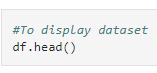 #To display dataset
df.head()